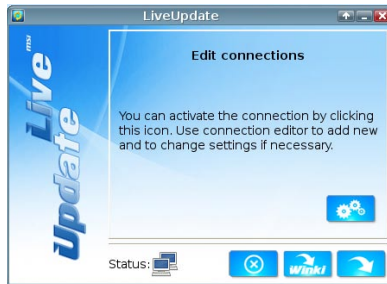 LiveUpdate
msi
Live
Update
Edit connections
You can activate the connection by clicking
this icon. Use connection editor to add new
and to change settings if necessary.
Status:
Winki